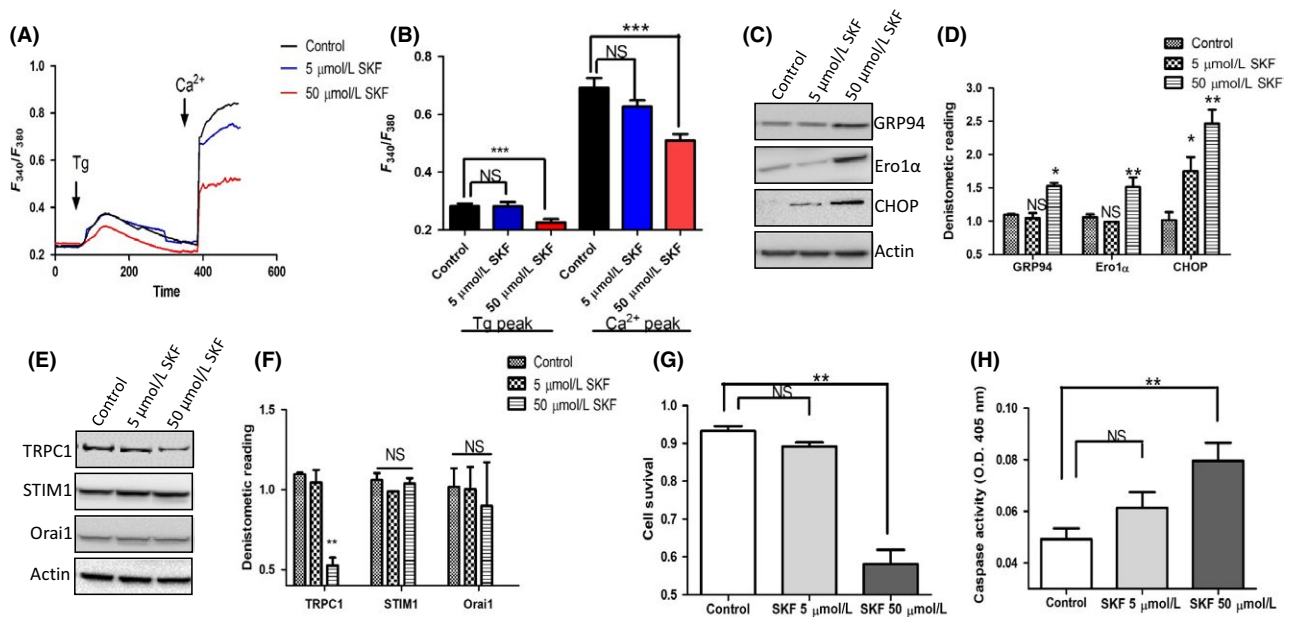 (A)
Control
5 µmol/L SKF
50 µmol/L SKF
1.0
0.8
0.6
0.4
0.2
F340/F380
Tg
Ca2+
0
200
400
600
Time
(B)
0.8
0.6
0.4
0.2
F340/F380
***
NS
***
NS
Control
5 µmol/L SKF
50 µmol/L SKF
Control
5 µmol/L SKF
50 µmol/L SKF
Tg peak
Ca2+ peak
(C)
Control
5 µmol/L SKF
50 µmol/L SKF
GRP94
Ero1α
CHOP
Actin
(D)
Control
5 µmol/L SKF
50 µmol/L SKF
3.0
2.5
2.0
1.5
1.0
0.5
Denistometric reading
NS
*
NS
**
*
**
GRP94
Ero1α
CHOP
(E)
Control
5 µmol/L SKF
50 µmol/L SKF
TRPC1
STIM1
Orai1
Actin
(F)
Control
5 µmol/L SKF
50 µmol/L SKF
1.5
1.0
0.5
Denistometric reading
**
NS
NS
TRPC1
STIM1
Orai1
(G)
1.0
0.9
0.8
0.7
0.6
0.5
Cell suvival
**
NS
Control
SKF 5 µmol/L
SKF 50 µmol/L
(H)
0.10
0.08
0.06
0.04
Caspase activity (O.D. 405 nm)
**
NS
Control
SKF 5 µmol/L
SKF 50 µmol/L